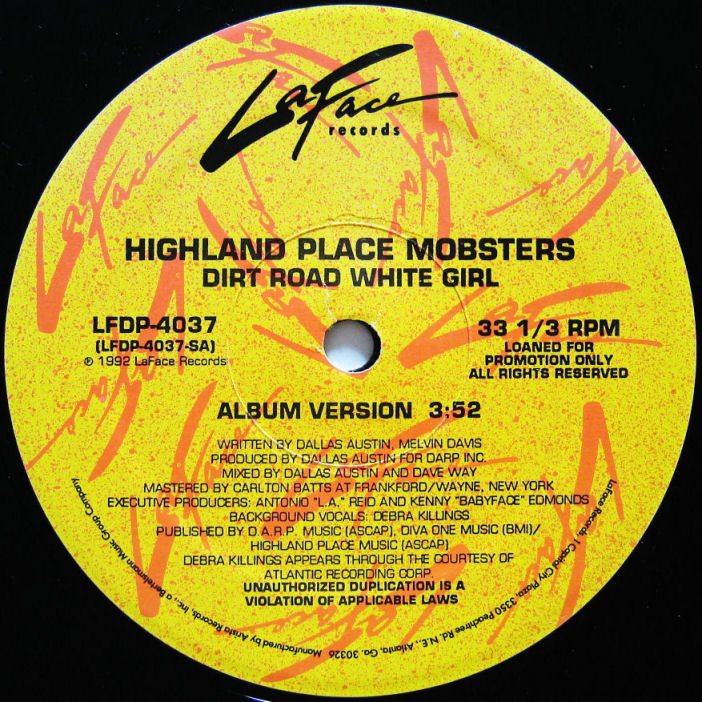 LaFace
records
HIGHLAND PLACE MOBSTERS
DIRT ROAD WHITE GIRL
LFDP-4037
(LFDP-4037-SA)
℗ 1992 LaFace Records
33 1/3 RPM
LOANED FOR
PROMOTION ONLY
ALL RIGHTS RESERVED
ALBUM VERSION 3:52
WRITTEN BY DALLAS AUSTIN, MELVIN DAVIS
PRODUCED BY DALLAS AUSTIN FOR DARP INC.
MIXED BY DALLAS AUSTIN AND DAVE WAY
MASTERED BY CARLTON BATTS AT FRANKFORD/WAYNE, NEW YORK
EXECUTIVE PRODUCERS: ANTONIO "L.A." REID AND KENNY "BABYFACE" EDMONDS
BACKGROUND VOCALS: DEBRA KILLINGS
PUBLISHED BY D.A.R.P. MUSIC (ASCAP), DIVA ONE MUSIC (BMI)/
HIGHLAND PLACE MUSIC (ASCAP)
DEBRA KILLINGS APPEARS THROUGH THE COURTESY OF
ATLANTIC RECORDING CORP.
UNAUTHORIZED DUPLICATION IS A
VIOLATION OF APPLICABLE LAWS
LaFace Records, 1 Capitol City Plaza, 3350 Peachtree Rd. N.E., Atlanta, Ga. 30326 Manufactured by Arista Records, Inc., a Bertelsmann Music Group Company